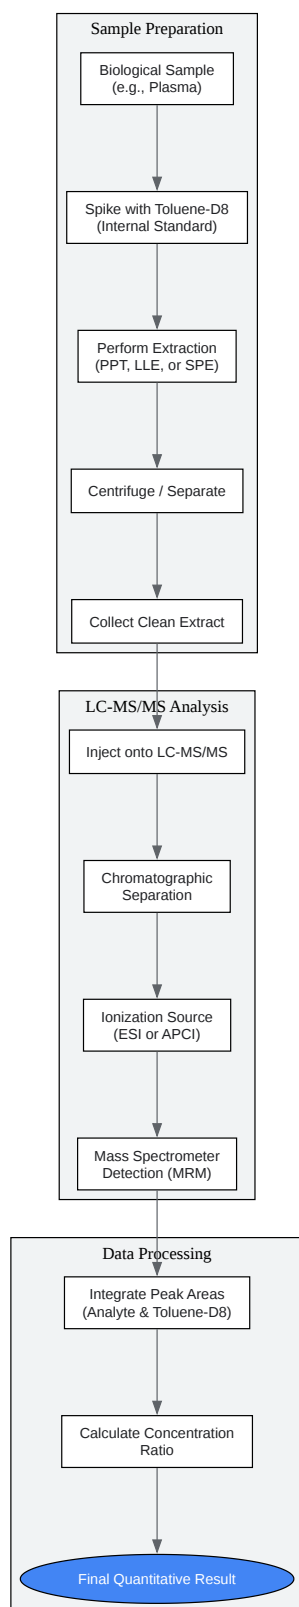 Sample Preparation
Biological Sample
(e.g., Plasma)
Spike with Toluene-D8
(Internal Standard)
Perform Extraction
(PPT, LLE, or SPE)
Centrifuge / Separate
Collect Clean Extract
LC-MS/MS Analysis
Inject onto LC-MS/MS
Chromatographic
Separation
Ionization Source
(ESI or APCI)
Mass Spectrometer
Detection (MRM)
Data Processing
Integrate Peak Areas
(Analyte & Toluene-D8)
Calculate Concentration
Ratio
Final Quantitative Result